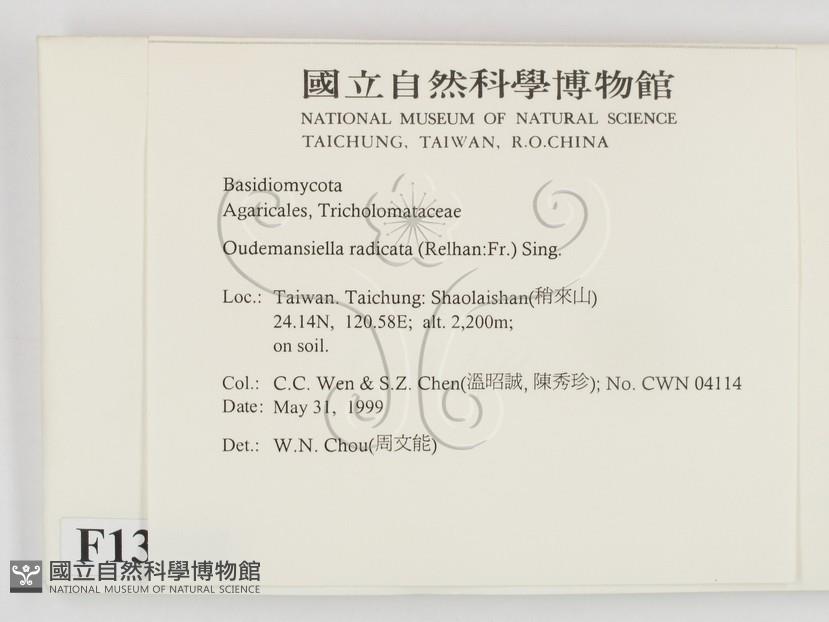 國立自然科學博物館
NATIONAL MUSEUM OF NATURAL SCIENCE
TAICHUNG, TAIWAN, R.O.CHINA
Basidiomycota
Agaricales, Tricholomataceae
Oudemansiella radicata (Relhan:Fr.) Sing.
Loc.: Taiwan. Taichung: Shaolaishan(稍來山)
24.14N, 120.58E; alt. 2,200m;
on soil.
Col.: C.C. Wen & S.Z. Chen(溫昭誠, 陳秀珍); No. CWN 04114
Date: May 31, 1999
Det.: W.N. Chou(周文能)
F13
國立自然科學博物館
NATIONAL MUSEUM OF NATURAL SCIENCE